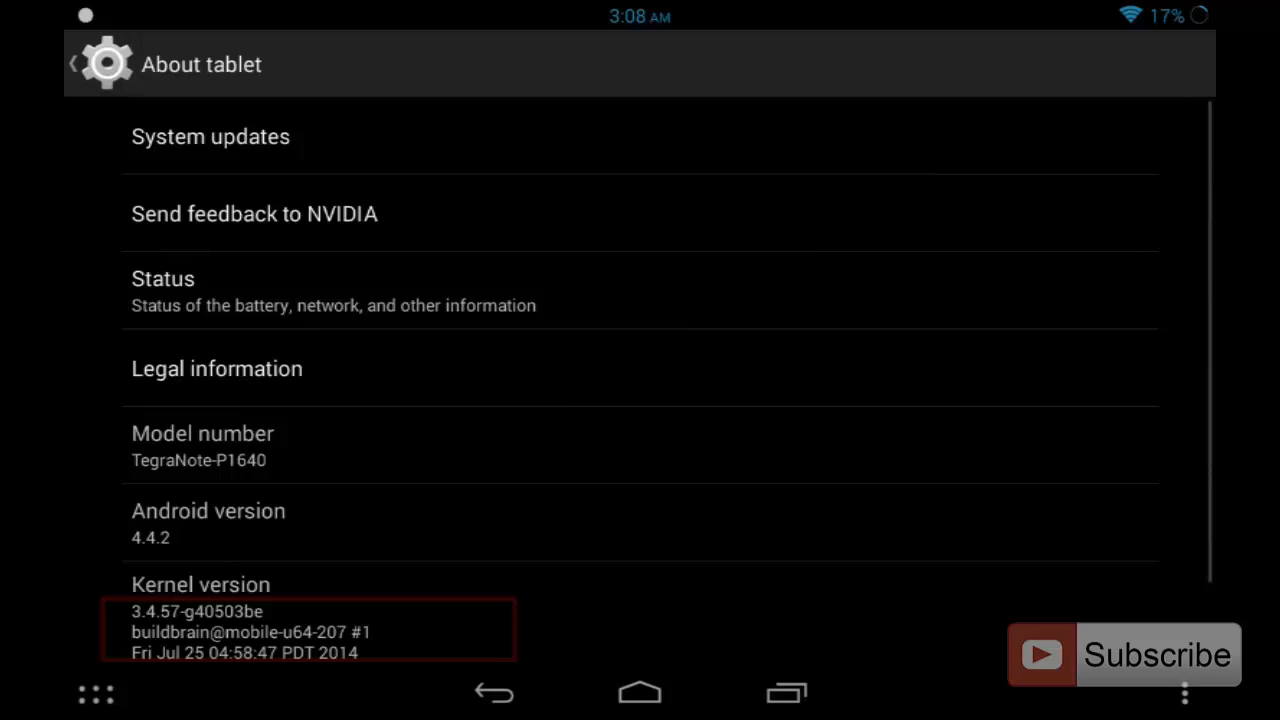 3:08 AM
17%
About tablet
System updates
Send feedback to NVIDIA
Status
Status of the battery, network, and other information
Legal information
Model number
TegraNote-P1640
Android version
4.4.2
Kernel version
3.4.57-g40503be
buildbrain@mobile-u64-207 #1
Fri Jul 25 04:58:47 PDT 2014
Subscribe